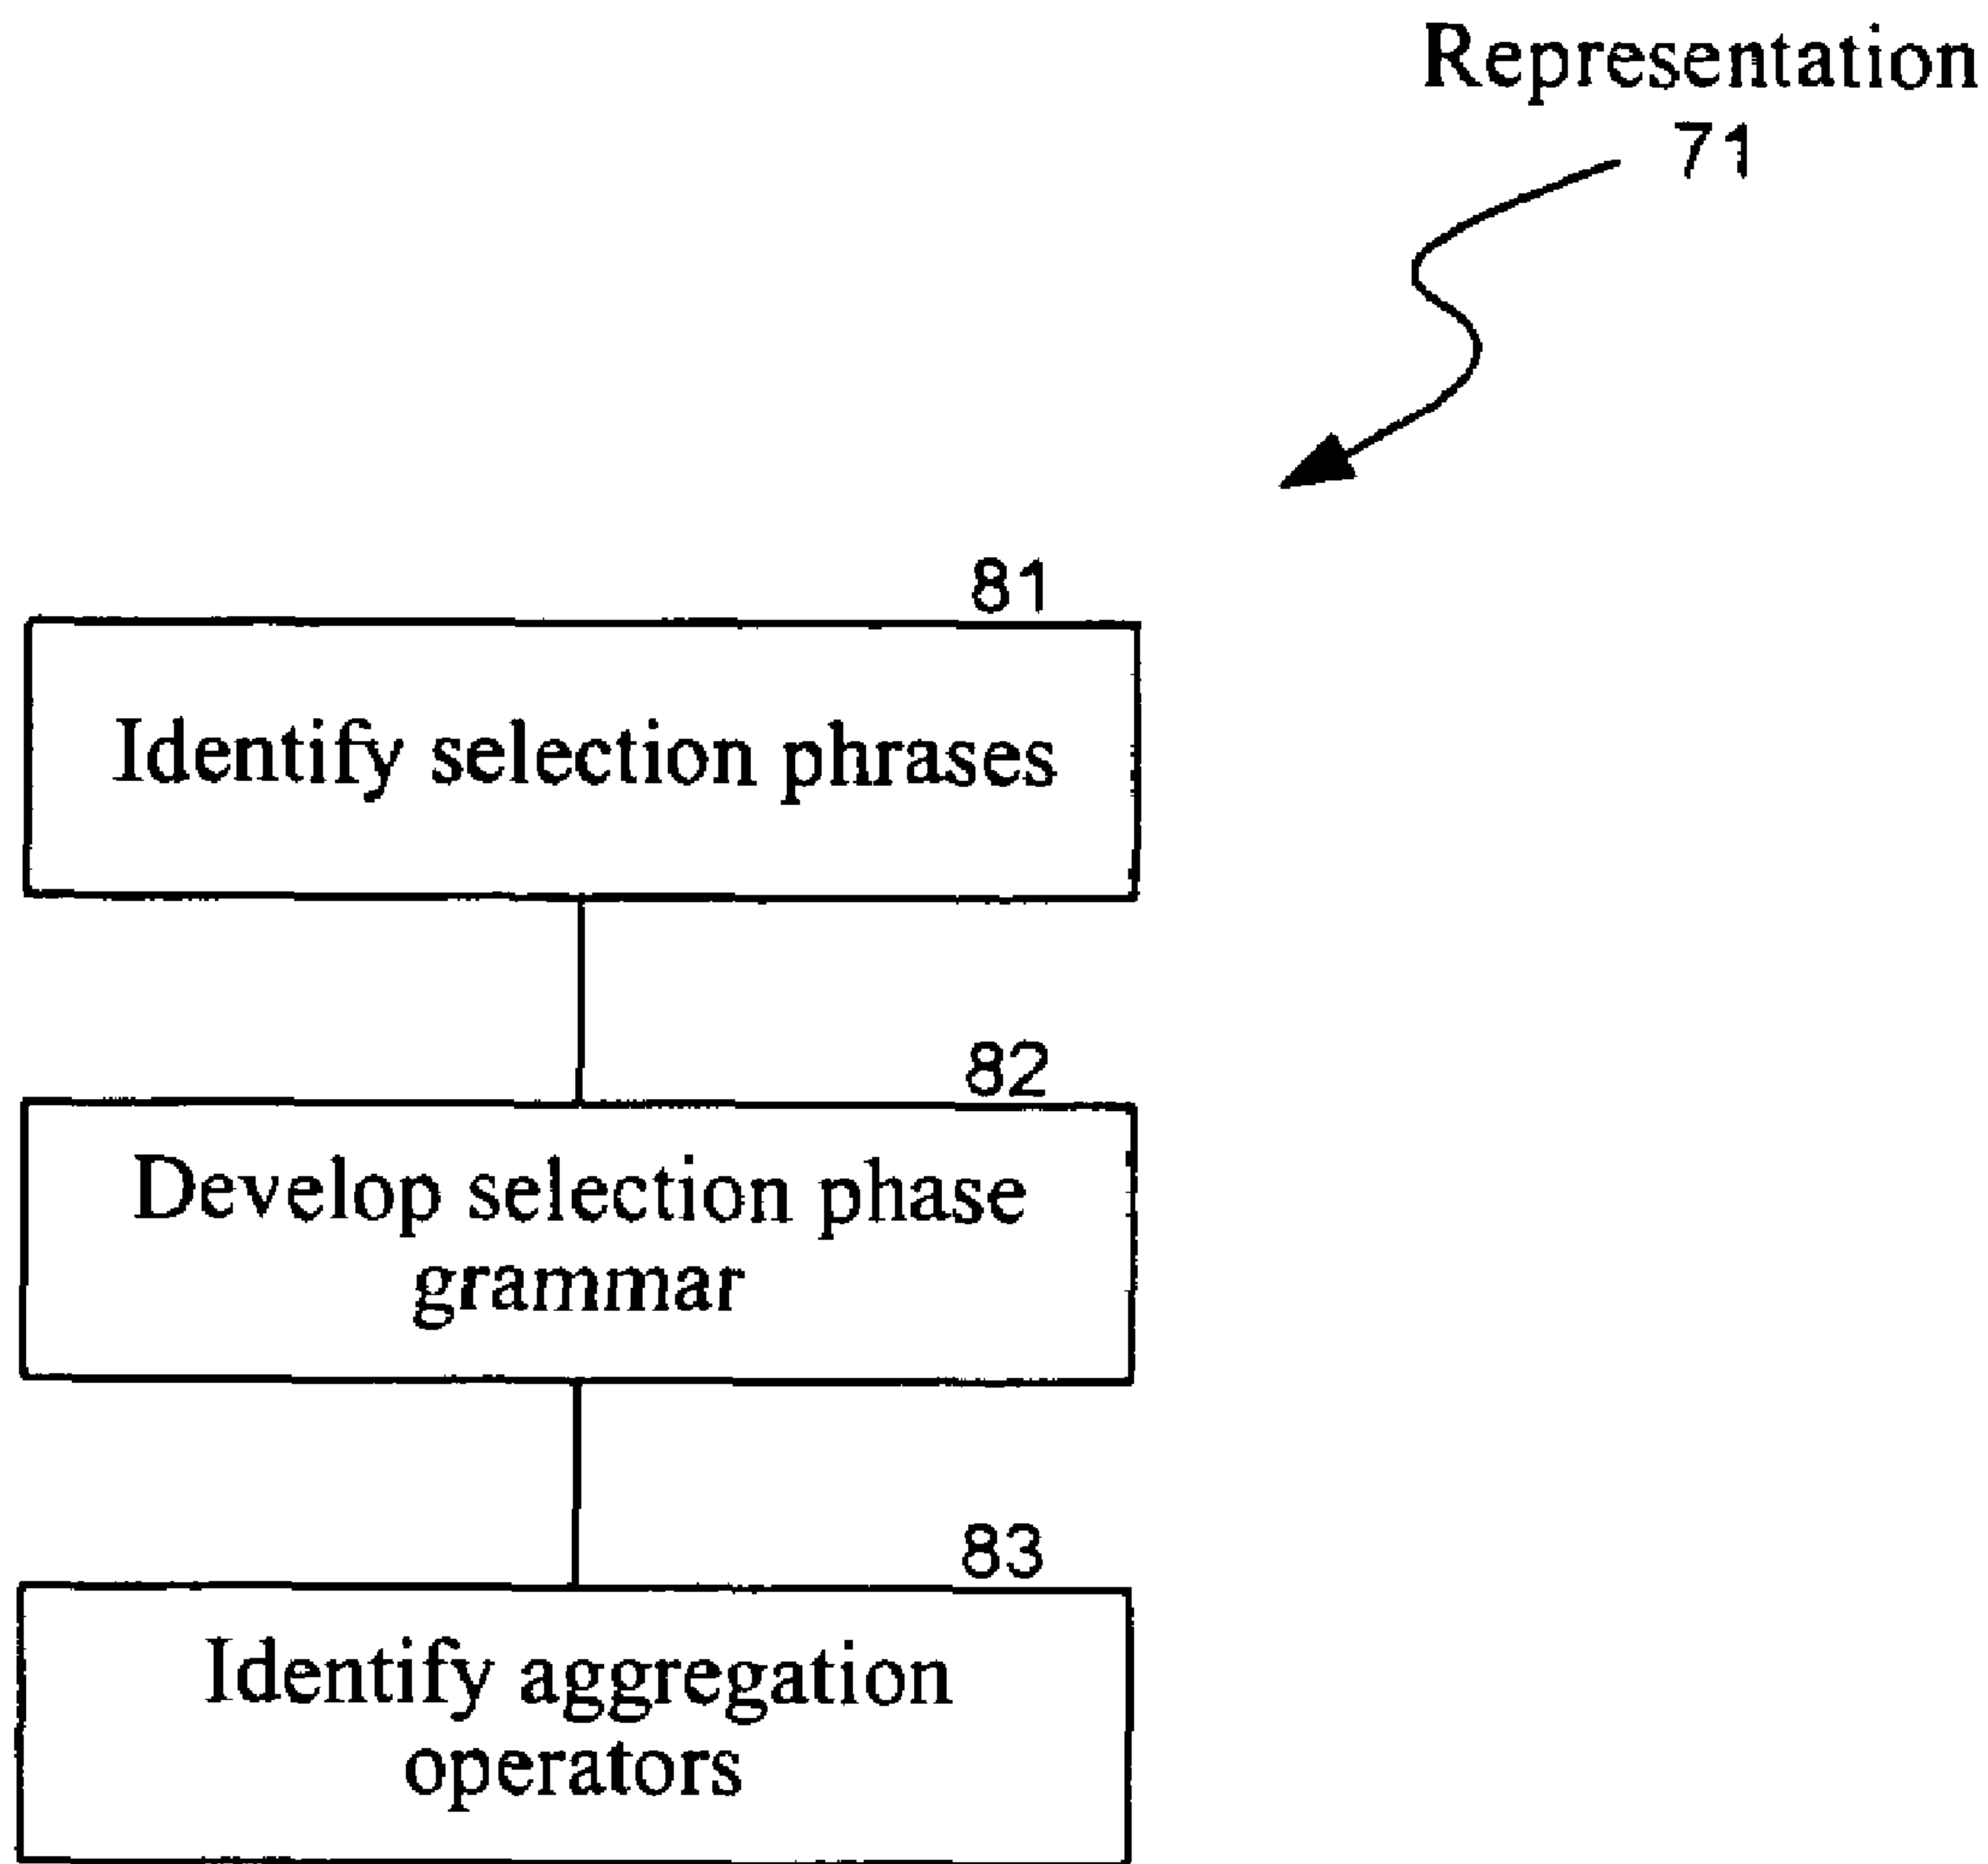 Representation
71
81
Identify selection phrases
82
Develop selection phase
grammar
83
Identify aggregation
operators